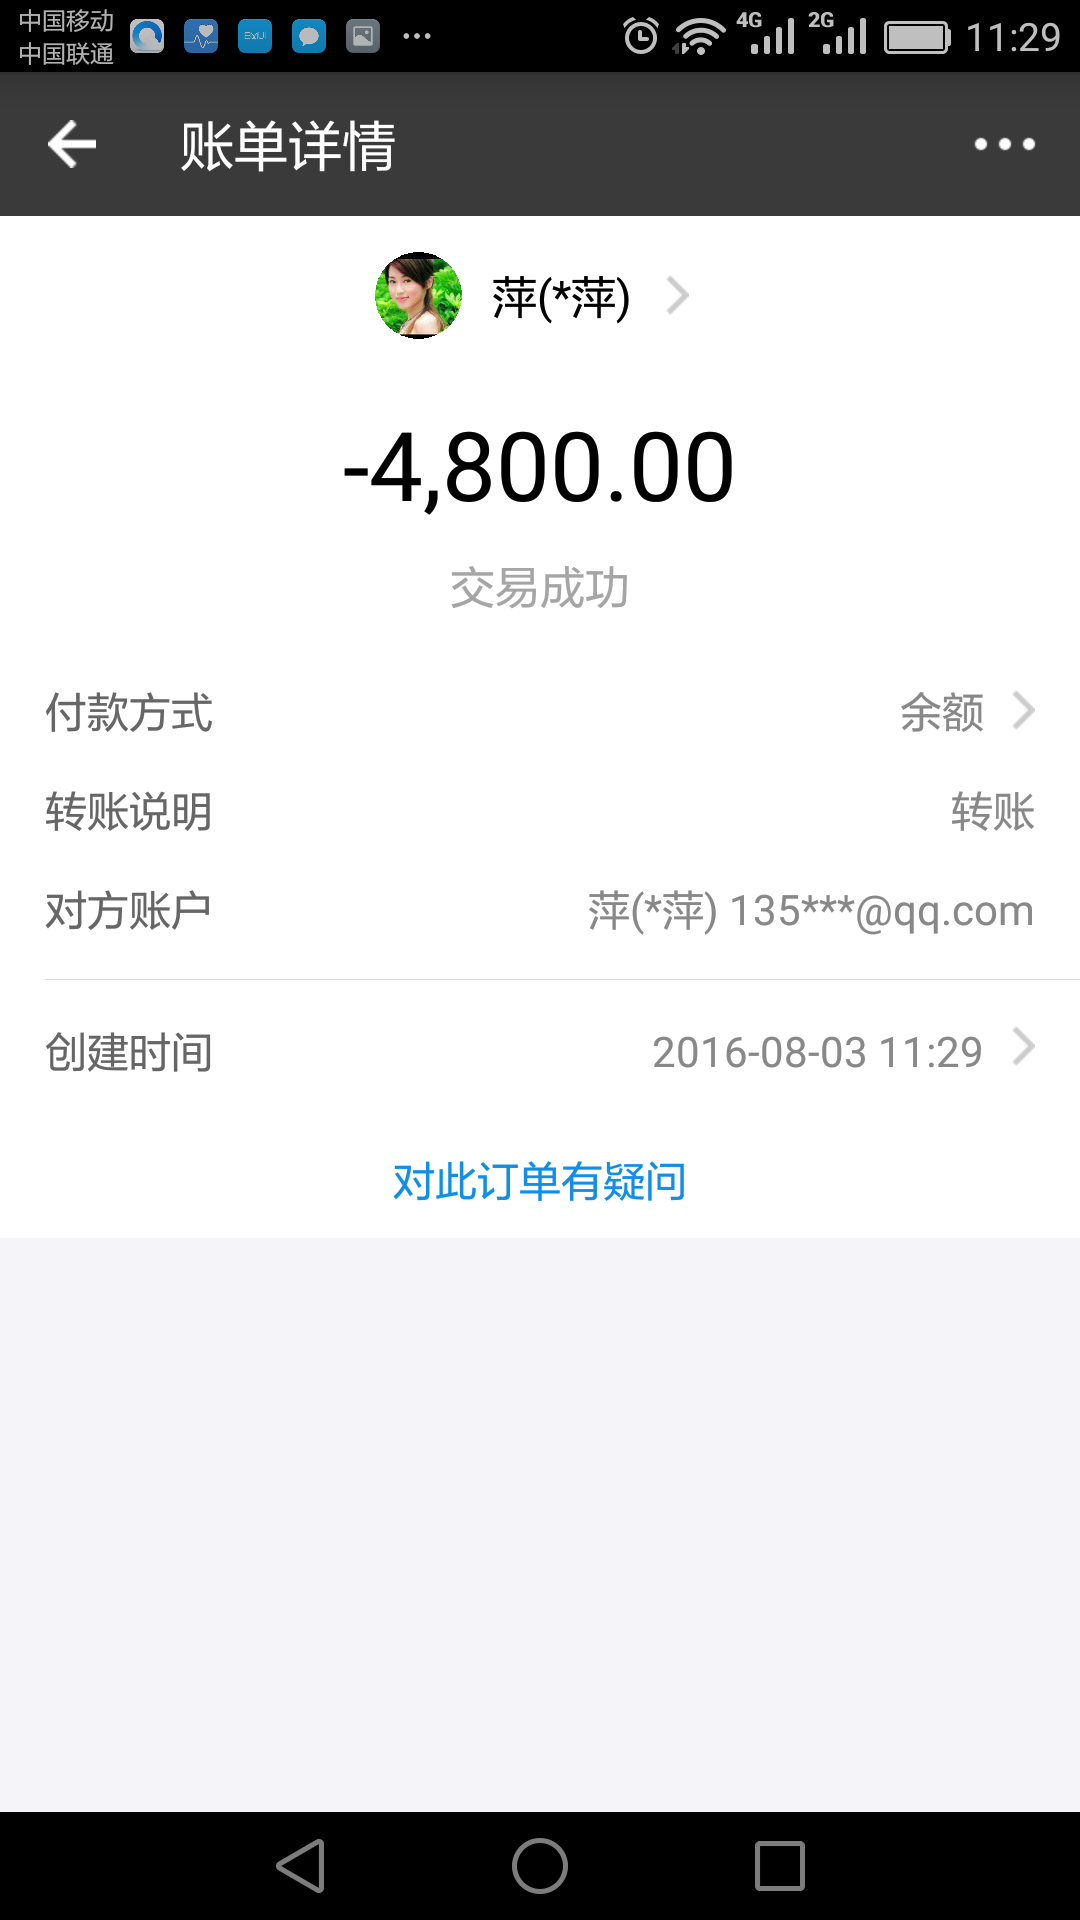 中国移动
中国联通
4G
2G
11:29
账单详情
萍(*萍)
-4,800.00
交易成功
付款方式 余额
转账说明 转账
对方账户 萍(*萍) 135***@qq.com
创建时间 2016-08-03 11:29
对此订单有疑问